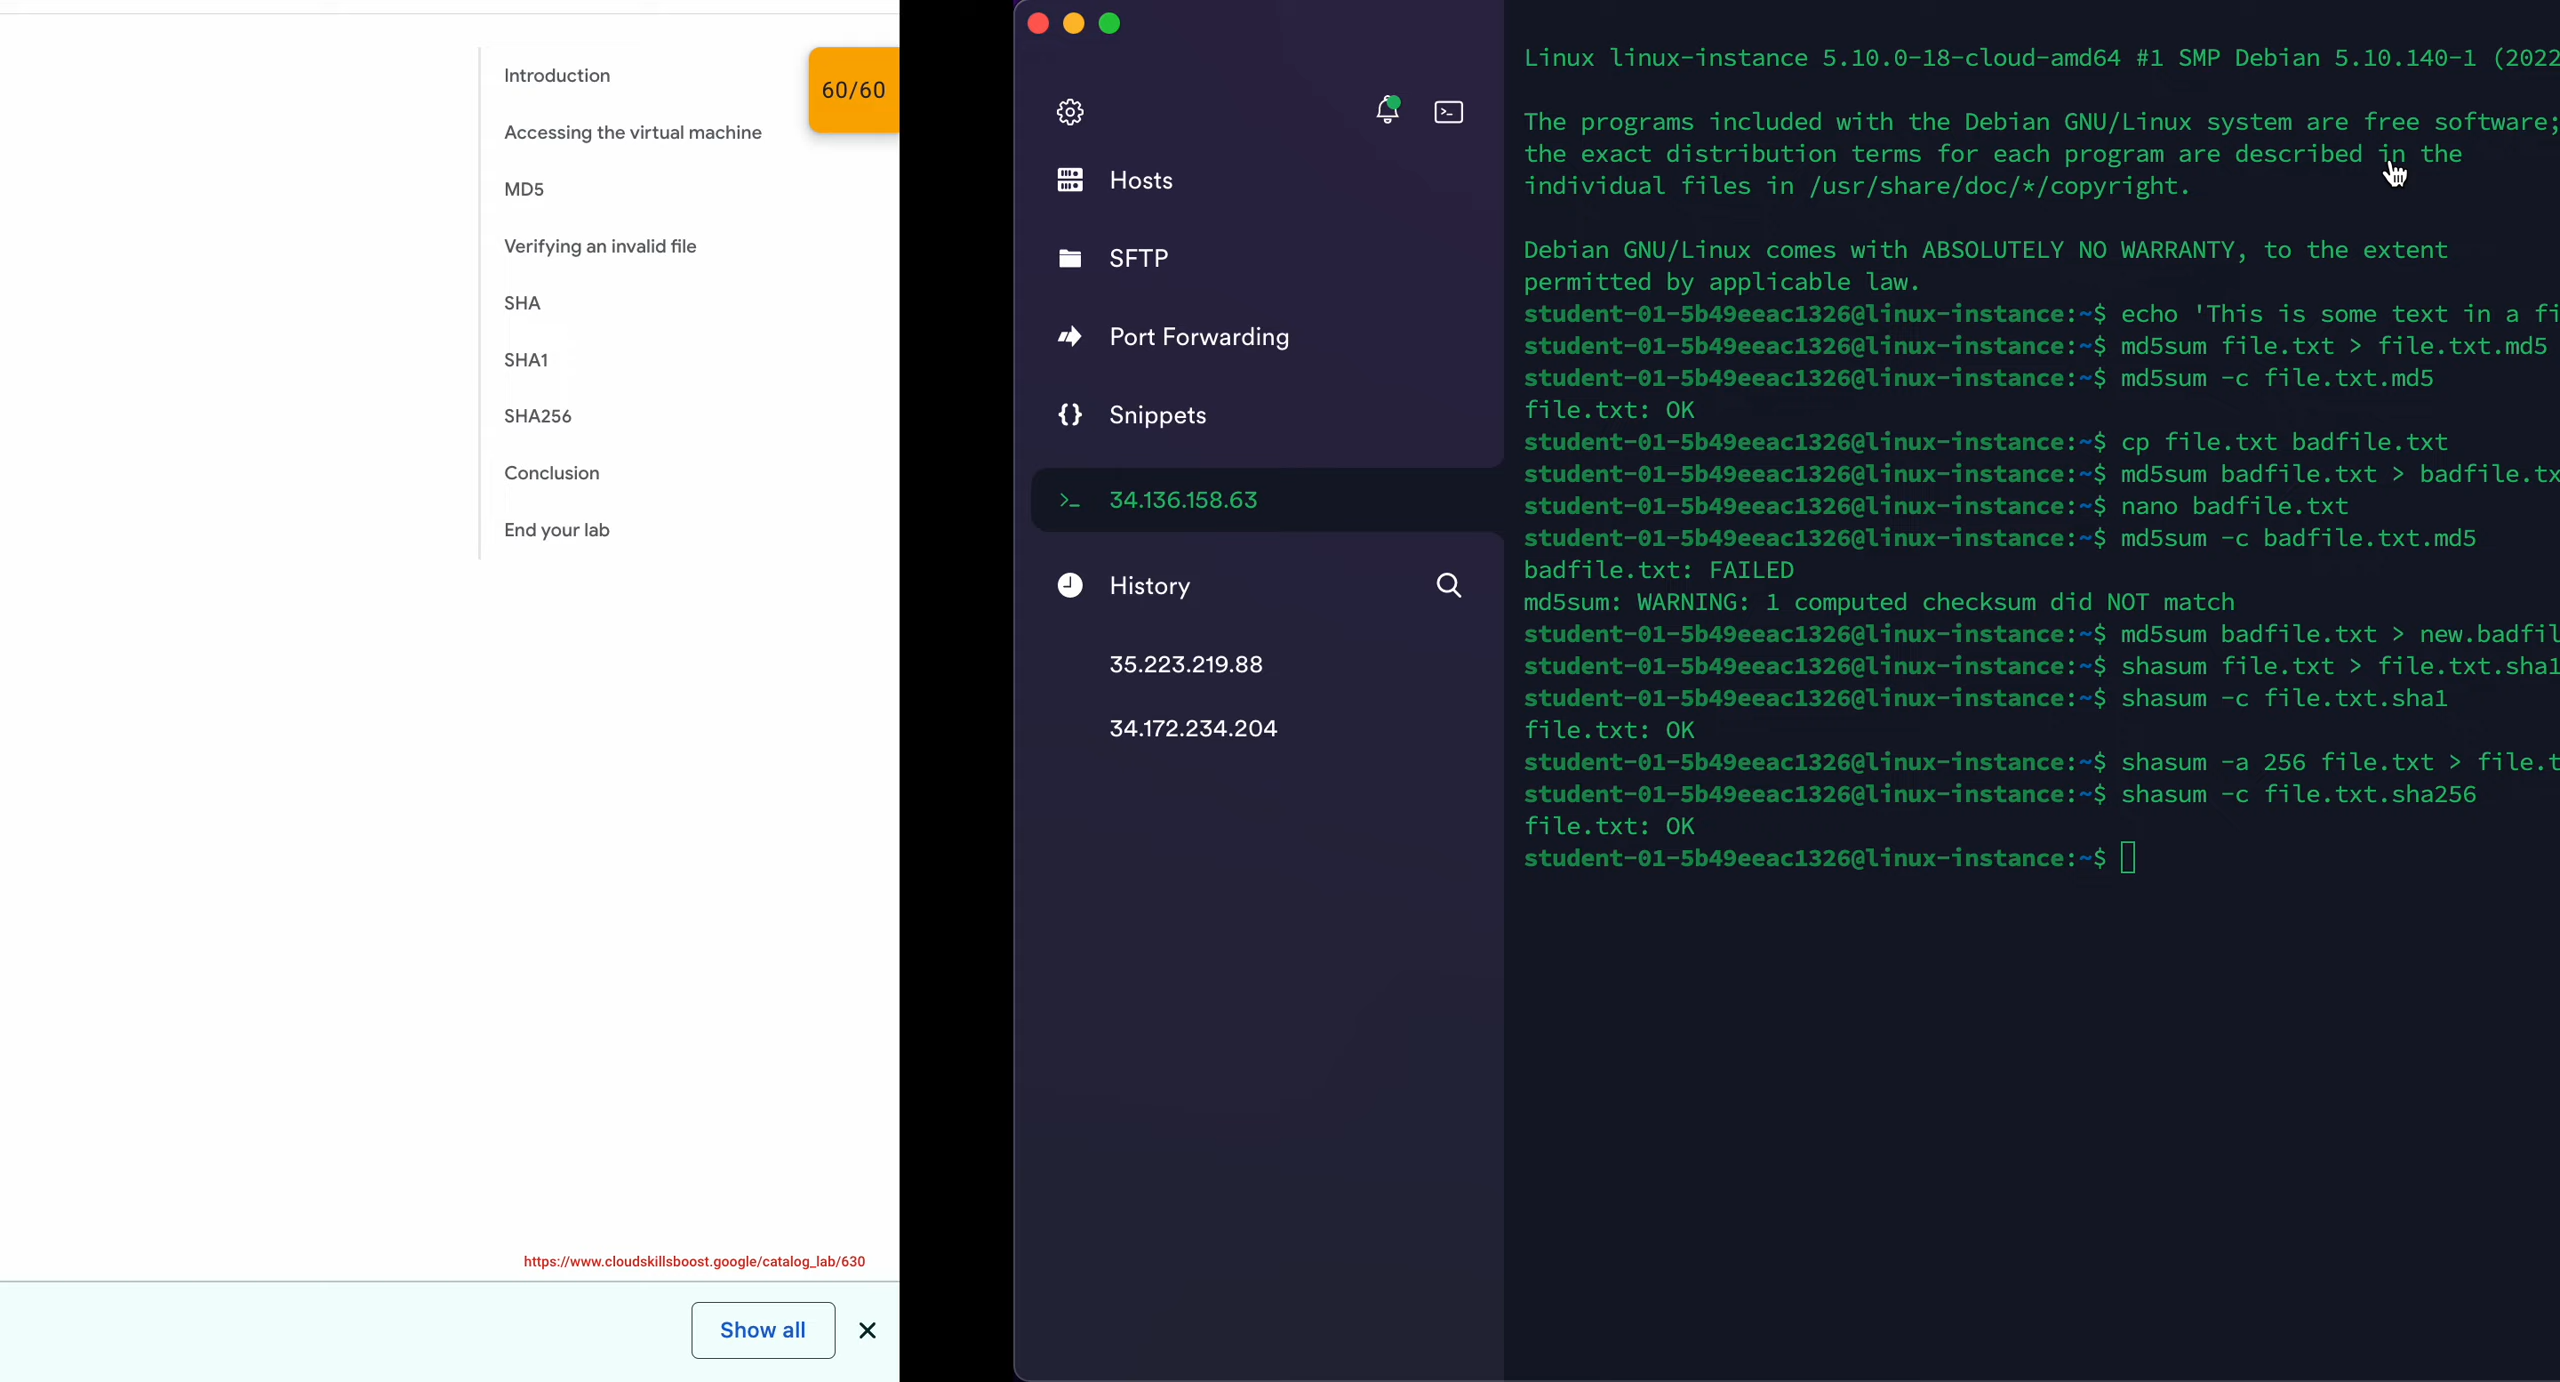 Introduction
Accessing the virtual machine
MD5
Verifying an invalid file
SHA
SHA1
SHA256
Conclusion
End your lab
60/60
https://www.cloudskillsboost.google/catalog_lab/630
Show all
Hosts
SFTP
Port Forwarding
Snippets
34.136.158.63
History
35.223.219.88
34.172.234.204
Linux linux-instance 5.10.0-18-cloud-amd64 #1 SMP Debian 5.10.140-1 (2022
The programs included with the Debian GNU/Linux system are free software;
the exact distribution terms for each program are described in the
individual files in /usr/share/doc/*/copyright.
Debian GNU/Linux comes with ABSOLUTELY NO WARRANTY, to the extent
permitted by applicable law.
student-01-5b49eeac1326@linux-instance:~$ echo 'This is some text in a fi
student-01-5b49eeac1326@linux-instance:~$ md5sum file.txt > file.txt.md5
student-01-5b49eeac1326@linux-instance:~$ md5sum -c file.txt.md5
file.txt: OK
student-01-5b49eeac1326@linux-instance:~$ cp file.txt badfile.txt
student-01-5b49eeac1326@linux-instance:~$ md5sum badfile.txt > badfile.tx
student-01-5b49eeac1326@linux-instance:~$ nano badfile.txt
student-01-5b49eeac1326@linux-instance:~$ md5sum -c badfile.txt.md5
badfile.txt: FAILED
md5sum: WARNING: 1 computed checksum did NOT match
student-01-5b49eeac1326@linux-instance:~$ md5sum badfile.txt > new.badfil
student-01-5b49eeac1326@linux-instance:~$ shasum file.txt > file.txt.sha1
student-01-5b49eeac1326@linux-instance:~$ shasum -c file.txt.sha1
file.txt: OK
student-01-5b49eeac1326@linux-instance:~$ shasum -a 256 file.txt > file.t
student-01-5b49eeac1326@linux-instance:~$ shasum -c file.txt.sha256
file.txt: OK
student-01-5b49eeac1326@linux-instance:~$